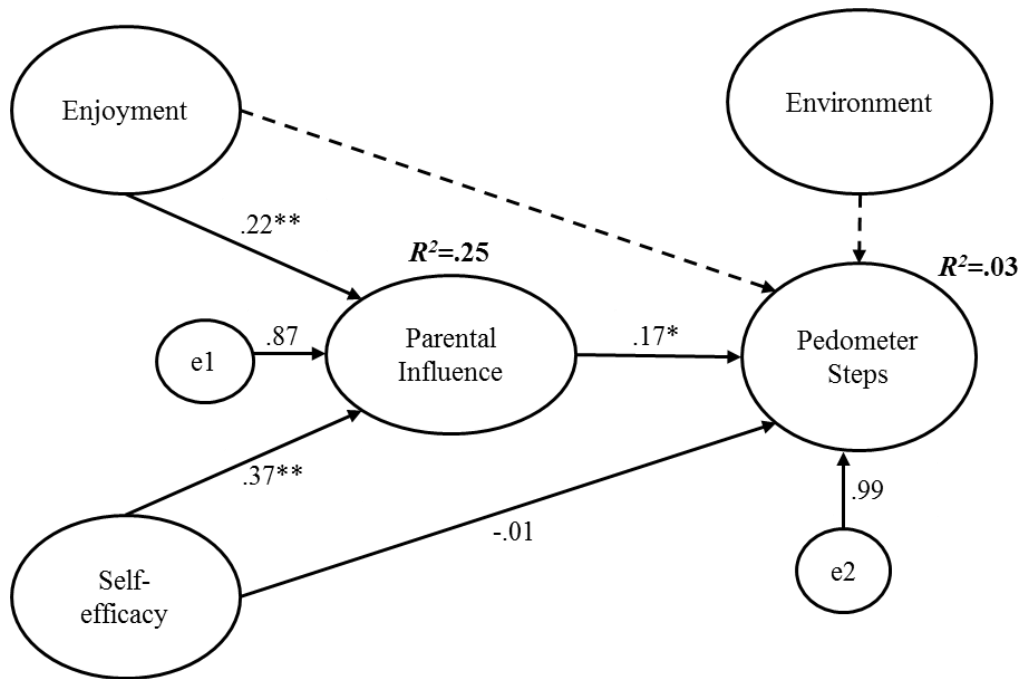 Enjoyment
Environment
.22**
R²=.25
R²=.03
e1
.87
Parental
Influence
.17*
Pedometer
Steps
.37**
-.01
.99
Self-
efficacy
e2